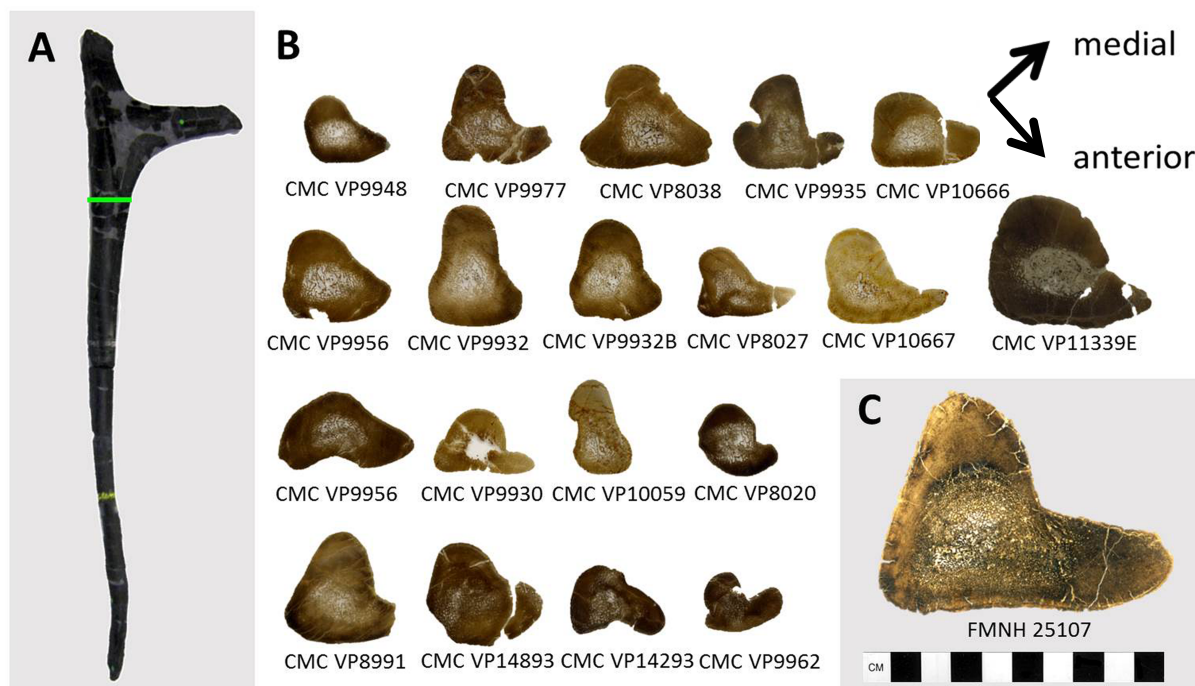 A
B
medial
anterior
CMC VP9948
CMC VP9977
CMC VP8038
CMC VP9935
CMC VP10666
CMC VP9956
CMC VP9932
CMC VP9932B
CMC VP8027
CMC VP10667
CMC VP11339E
CMC VP9956
CMC VP9930
CMC VP10059
CMC VP8020
C
CMC VP8991
CMC VP14893
CMC VP14293
CMC VP9962
FMNH 25107
CM